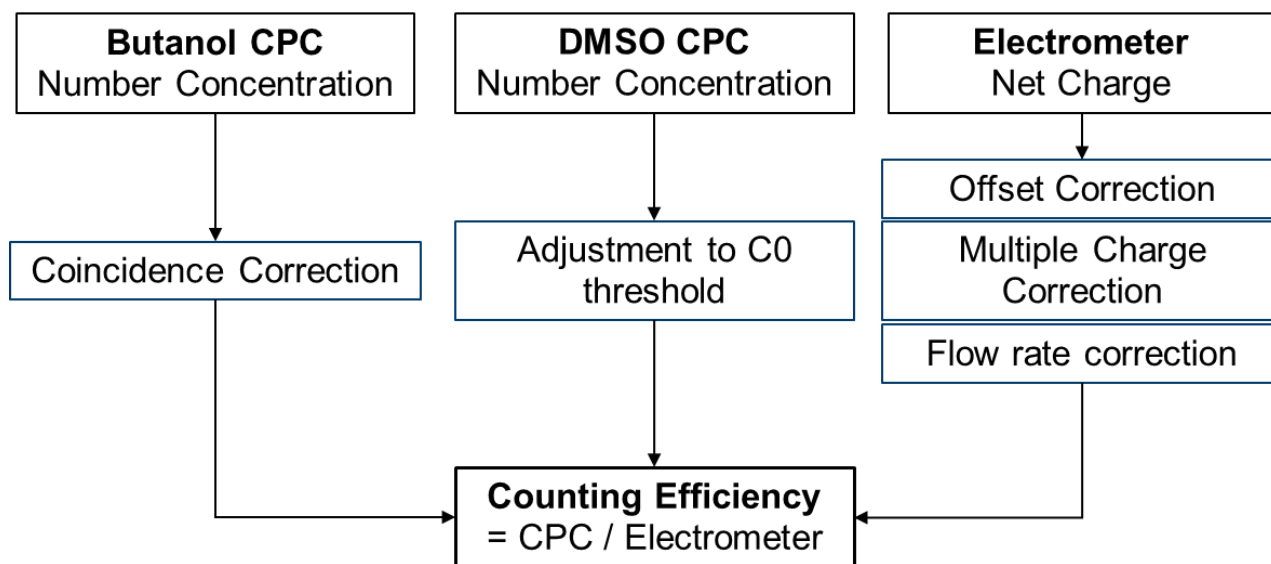 Butanol CPC
Number Concentration
DMSO CPC
Number Concentration
Electrometer
Net Charge
Coincidence Correction
Adjustment to C0
threshold
Offset Correction
Multiple Charge
Correction
Flow rate correction
Counting Efficiency
= CPC / Electrometer